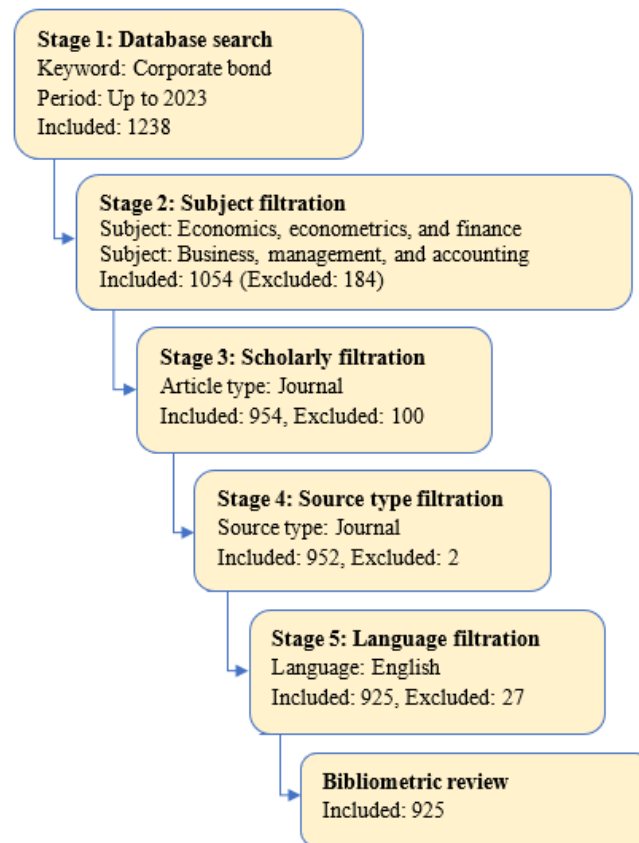 Stage 1: Database search
Keyword: Corporate bond
Period: Up to 2023
Included: 1238
Stage 2: Subject filtration
Subject: Economics, econometrics, and finance
Subject: Business, management, and accounting
Included: 1054 (Excluded: 184)
Stage 3: Scholarly filtration
Article type: Journal
Included: 954, Excluded: 100
Stage 4: Source type filtration
Source type: Journal
Included: 952, Excluded: 2
Stage 5: Language filtration
Language: English
Included: 925, Excluded: 27
Bibliometric review
Included: 925